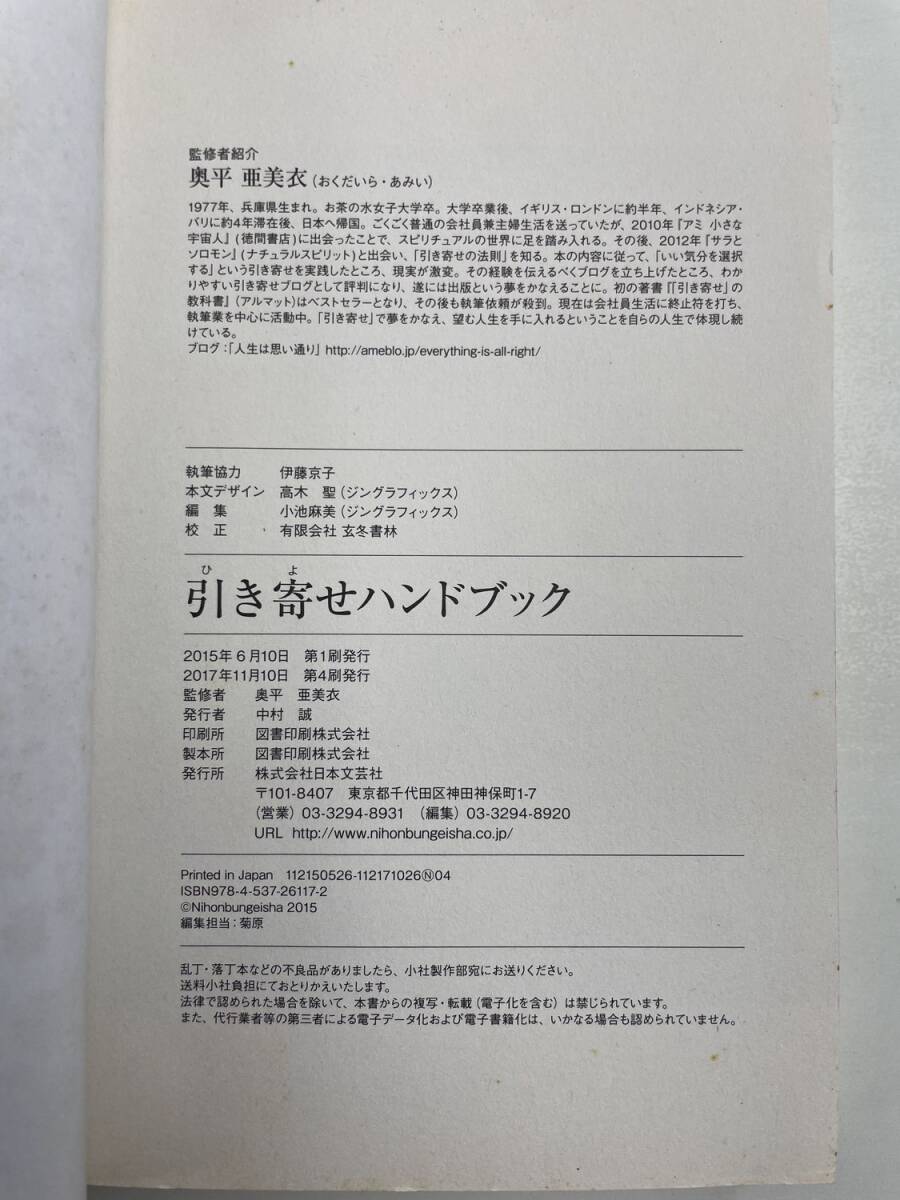 監修者紹介
奥平 亜美衣(おくだいら・あみい)
1977年、兵庫県生まれ。お茶の水女子大学卒。大学卒業後、イギリス・ロンドンに約半年、インドネシア・
バリに約4年滞在後、日本へ帰国。ごくごく普通の会社員兼主婦生活を送っていたが、2010年『アミ 小さな
宇宙人』(徳間書店)に出会ったことで、スピリチュアルの世界に足を踏み入れる。その後、2012年『サラと
ソロモン』(ナチュラルスピリット)と出会い、「引き寄せの法則」を知る。本の内容に従って、「いい気分を選択
する」という引き寄せを実践したところ、現実が激変。その経験を伝えるべくブログを立ち上げたところ、わか
りやすい引き寄せブログとして評判になり、遂には出版という夢をかなえることに。初の著書『「引き寄せ」の
教科書』(アルマット)はベストセラーとなり、その後も執筆依頼が殺到。現在は会社員生活に終止符を打ち、
執筆業を中心に活動中。「引き寄せ」で夢をかなえ、望む人生を手に入れるということを自らの人生で体現し続
けている。
ブログ:「人生は思い通り」 http://ameblo.jp/everything-is-all-right/
執筆協力 伊藤京子
本文デザイン 高木 聖(ジングラフィックス)
編 集 小池麻美(ジングラフィックス)
校 正 有限会社 玄冬書林
ひ よ
引き寄せハンドブック
2015年6月10日 第1刷発行
2017年11月10日 第4刷発行
監修者 奥平 亜美衣
発行者 中村 誠
印刷所 図書印刷株式会社
製本所 図書印刷株式会社
発行所 株式会社日本文芸社
〒101-8407 東京都千代田区神田神保町1-7
(営業)03-3294-8931 (編集)03-3294-8920
URL http://www.nihonbungeisha.co.jp/
Printed in Japan 112150526-112171026Ⓝ04
ISBN978-4-537-26117-2
©Nihonbungeisha 2015
編集担当:菊原
乱丁・落丁本などの不良品がありましたら、小社製作部宛にお送りください。
送料小社負担にておとりかえいたします。
法律で認められた場合を除いて、本書からの複写・転載(電子化を含む)は禁じられています。
また、代行業者等の第三者による電子データ化および電子書籍化は、いかなる場合も認められていません。